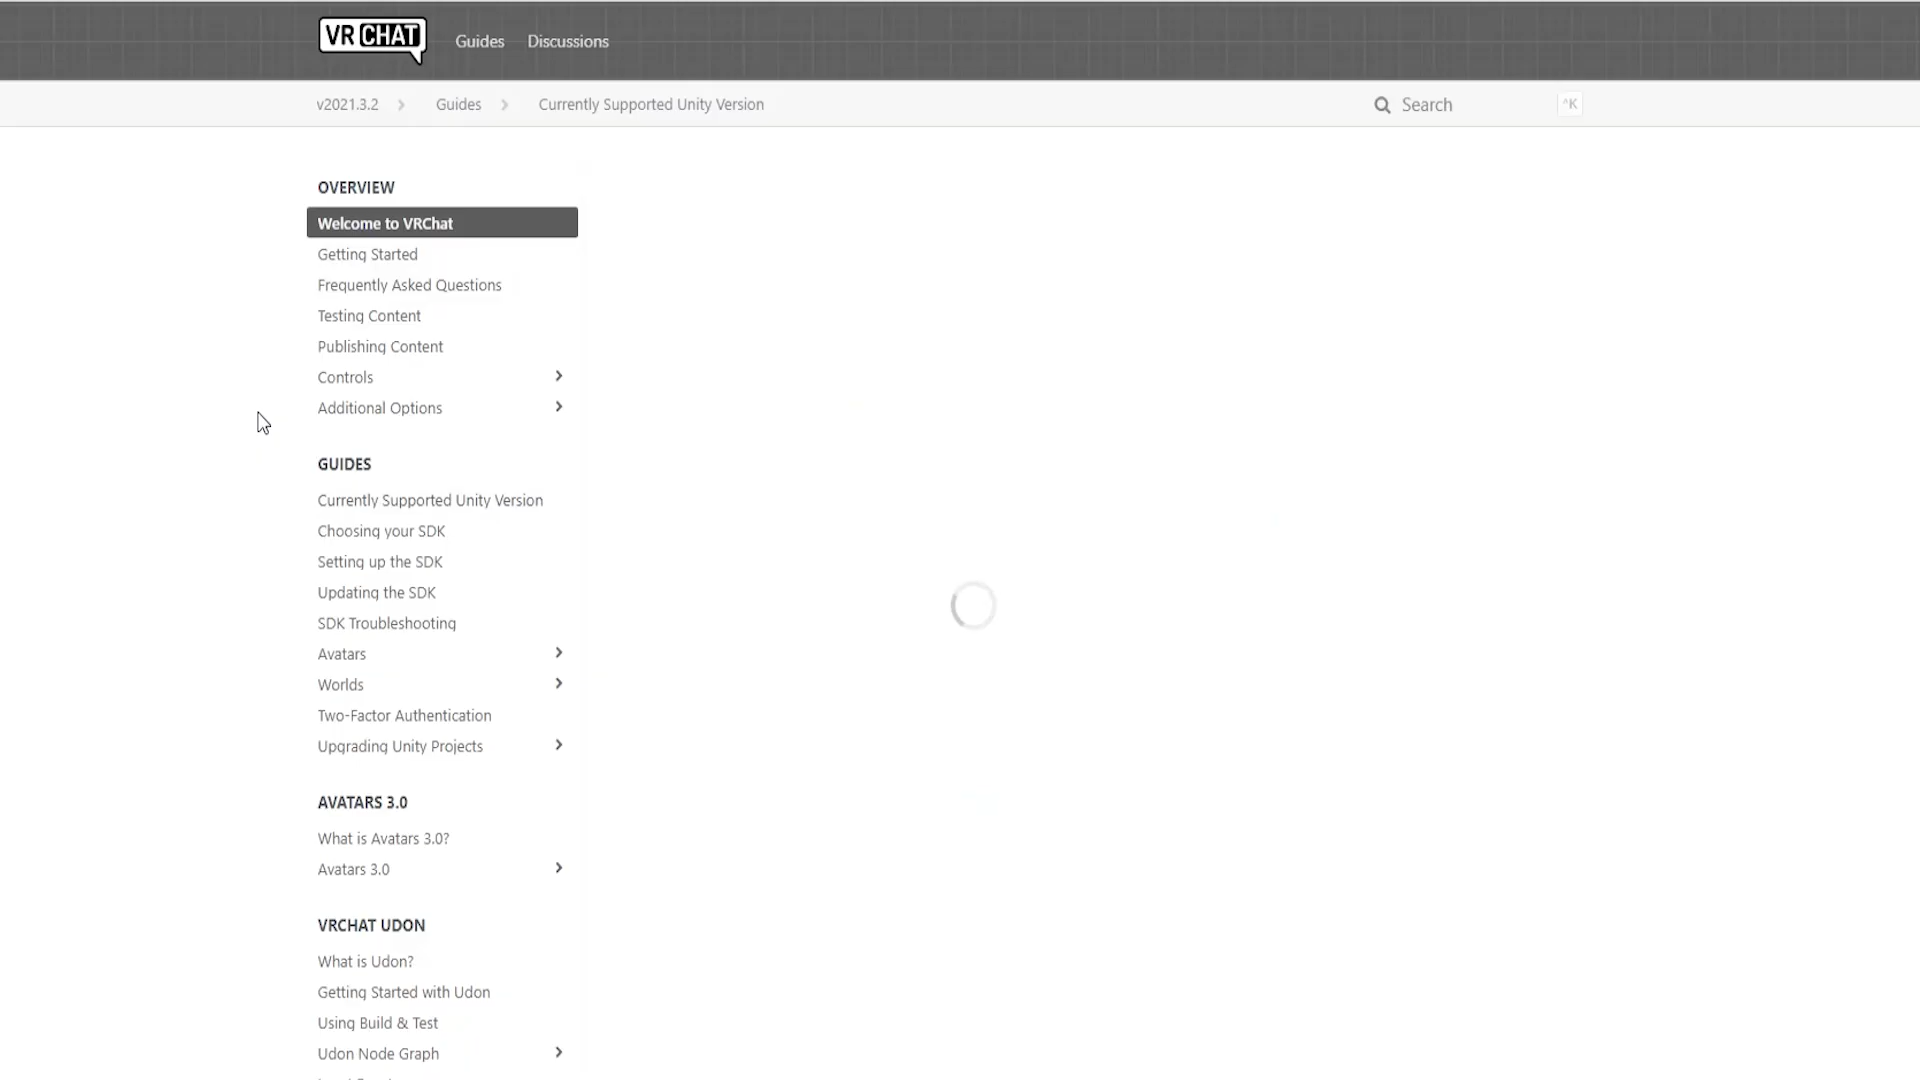 VRCHAT
Guides
Discussions
v2021.3.2
Guides
Currently Supported Unity Version
Search
^K
OVERVIEW
Welcome to VRChat
Getting Started
Frequently Asked Questions
Testing Content
Publishing Content
Controls
Additional Options
GUIDES
Currently Supported Unity Version
Choosing your SDK
Setting up the SDK
Updating the SDK
SDK Troubleshooting
Avatars
Worlds
Two-Factor Authentication
Upgrading Unity Projects
AVATARS 3.0
What is Avatars 3.0?
Avatars 3.0
VRCHAT UDON
What is Udon?
Getting Started with Udon
Using Build & Test
Udon Node Graph